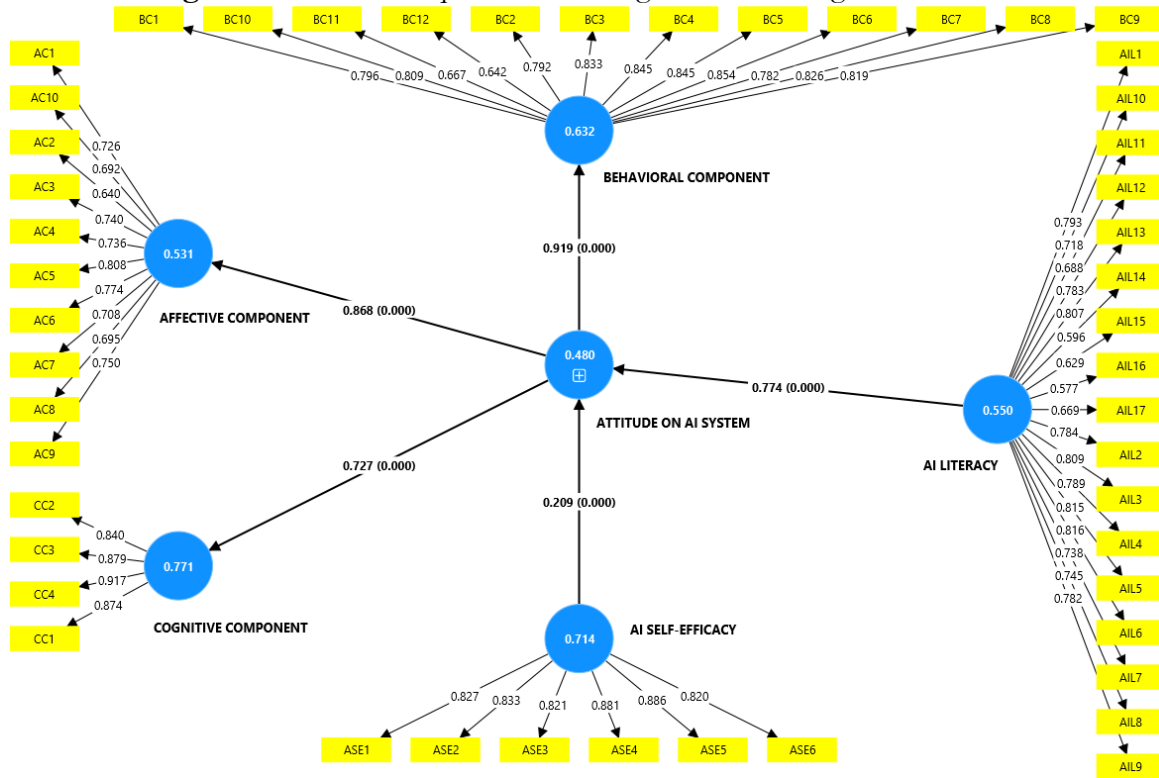 BC1 BC10 BC11 BC12 BC2 BC3 BC4 BC5 BC6 BC7 BC8 BC9
0.796 0.809 0.667 0.642 0.792 0.833 0.845 0.845 0.854 0.782 0.826 0.819
0.632
BEHAVIORAL COMPONENT
AC1
AC10
AC2
AC3
AC4
AC5
AC6
AC7
AC8
AC9
0.726
0.692
0.640
0.740
0.736
0.808
0.774
0.708
0.695
0.750
0.531
AFFECTIVE COMPONENT
0.919 (0.000)
0.868 (0.000)
0.480
ATTITUDE ON AI SYSTEM
0.774 (0.000)
0.727 (0.000)
0.209 (0.000)
AIL1
AIL10
AIL11
AIL12
AIL13
AIL14
AIL15
AIL16
AIL17
AIL2
AIL3
AIL4
AIL5
AIL6
AIL7
AIL8
AIL9
0.793
0.718
0.688
0.783
0.807
0.596
0.629
0.577
0.669
0.784
0.809
0.789
0.815
0.816
0.738
0.745
0.782
0.550
AI LITERACY
CC2
CC3
CC4
CC1
0.840
0.879
0.917
0.874
0.771
COGNITIVE COMPONENT
0.714
AI SELF-EFFICACY
0.827 0.833 0.821 0.881 0.886 0.820
ASE1 ASE2 ASE3 ASE4 ASE5 ASE6